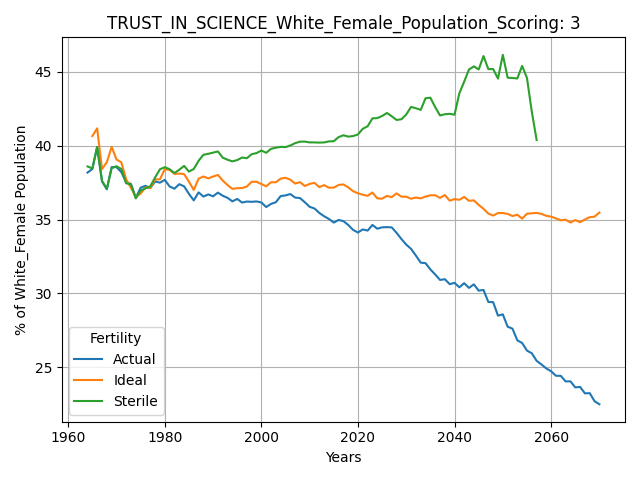 TRUST_IN_SCIENCE_White_Female_Population_Scoring: 3
% of White_Female Population
45
40
35
30
25
Fertility
Actual
Ideal
Sterile
1960
1980
2000
2020
2040
2060
Years